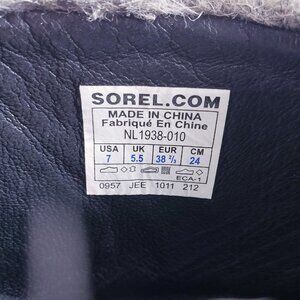 SOREL.COM
MADE IN CHINA
Fabriqué En Chine
NL1938-010
USA UK EUR CM
7 5.5 38 2/3 24
ECA-1
0957 JEE 1011 212